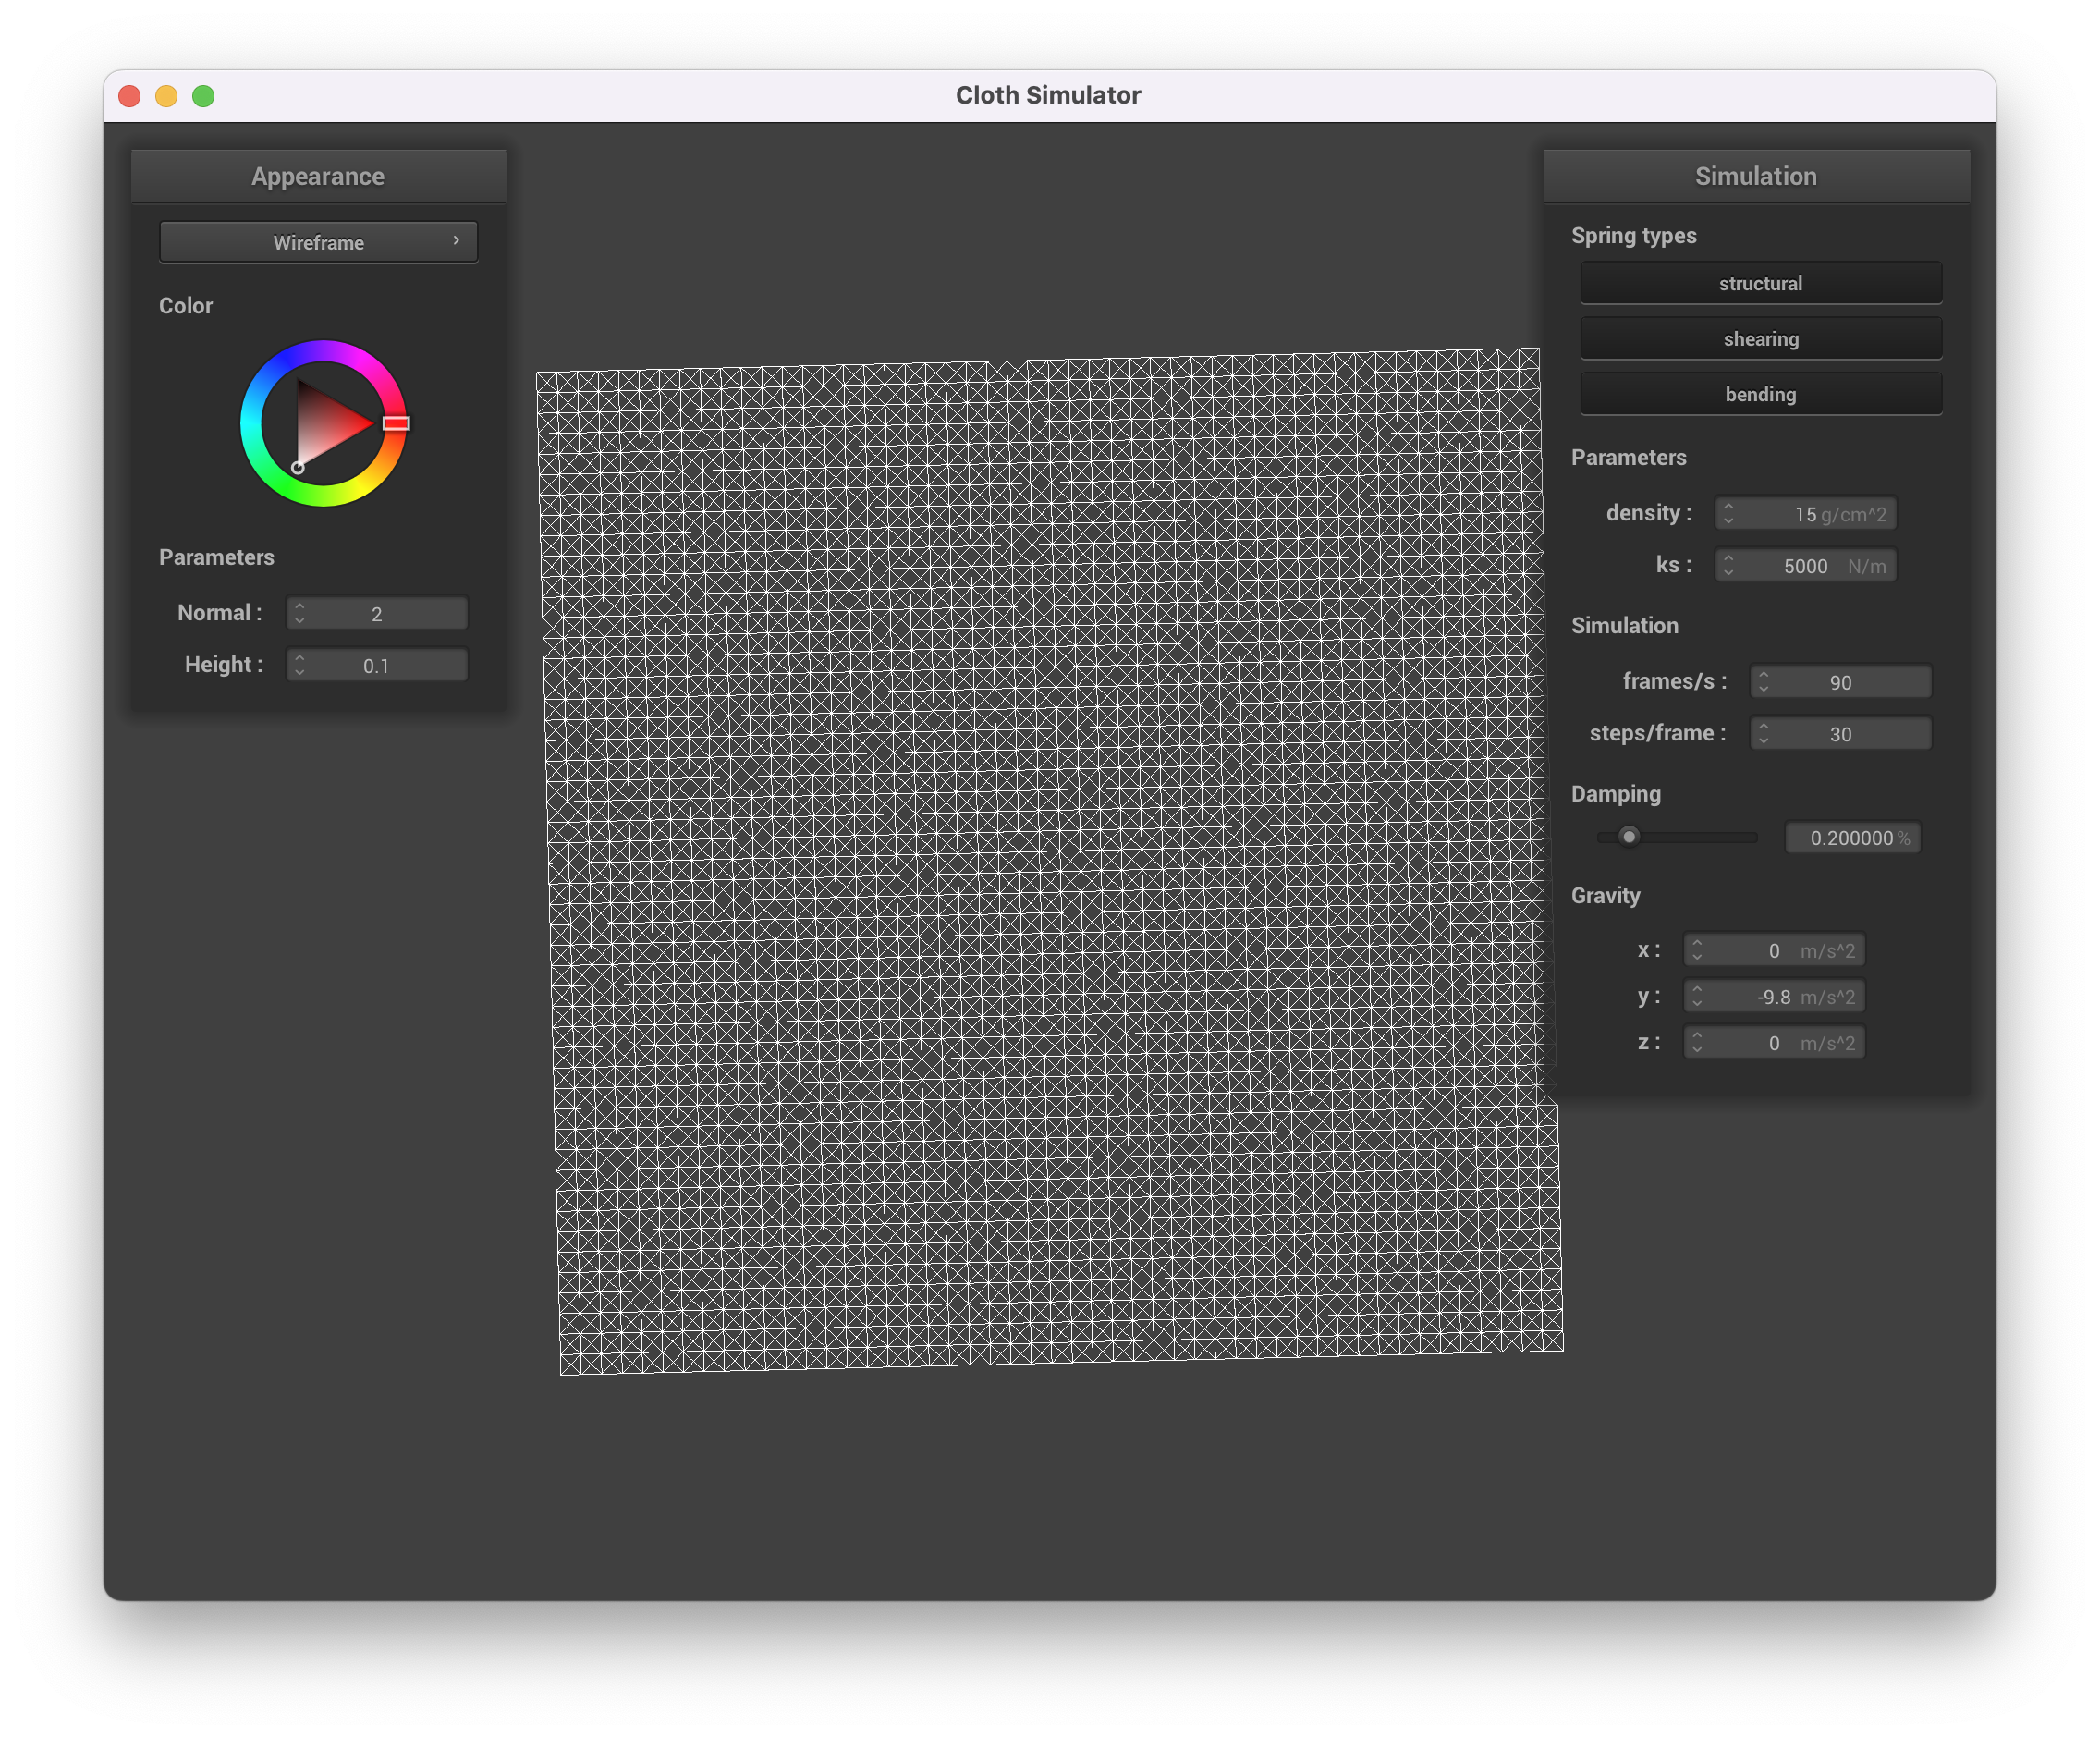 Cloth Simulator
Appearance
Wireframe
Color
Parameters
Normal : 2
Height : 0.1
Simulation
Spring types
structural
shearing
bending
Parameters
density : 15 g/cm^2
ks : 5000 N/m
Simulation
frames/s : 90
steps/frame : 30
Damping
0.200000 %
Gravity
x : 0 m/s^2
y : -9.8 m/s^2
z : 0 m/s^2